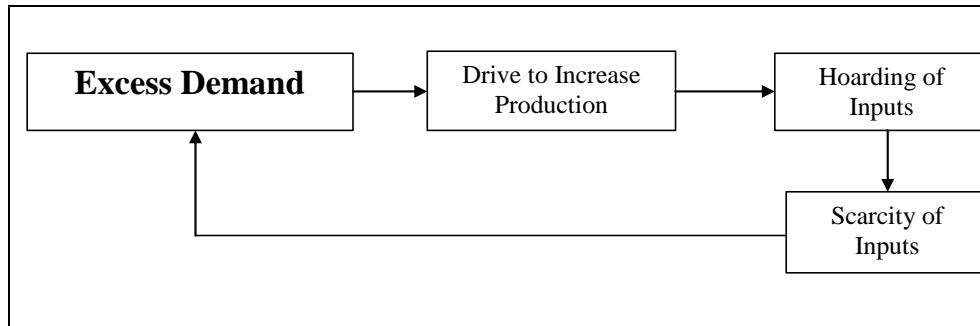 Excess Demand
Drive to Increase
Production
Hoarding of
Inputs
Scarcity of
Inputs